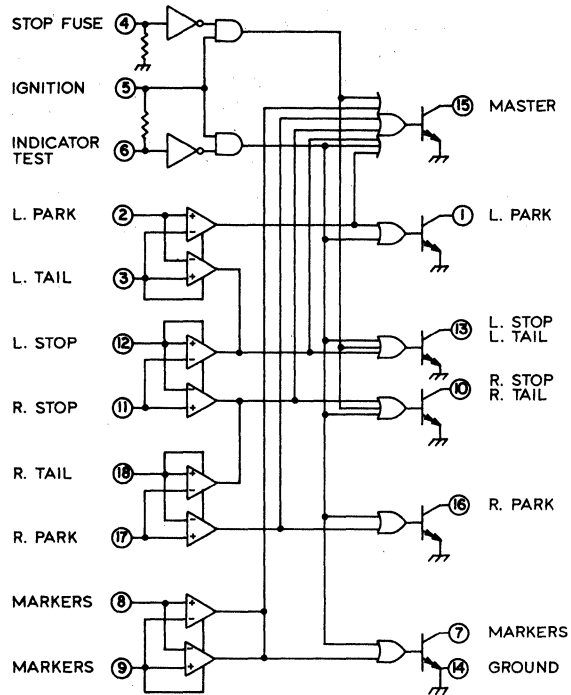 STOP FUSE 4
IGNITION 5
INDICATOR
TEST 6
15 MASTER
L. PARK 2
+
−
1 L. PARK
L. TAIL 3
−
+
L. STOP 12
+
−
13 L. STOP
L. TAIL
R. STOP 11
−
+
10 R. STOP
R. TAIL
R. TAIL 18
+
−
R. PARK 17
−
+
16 R. PARK
MARKERS 8
+
−
7 MARKERS
MARKERS 9
−
+
14 GROUND